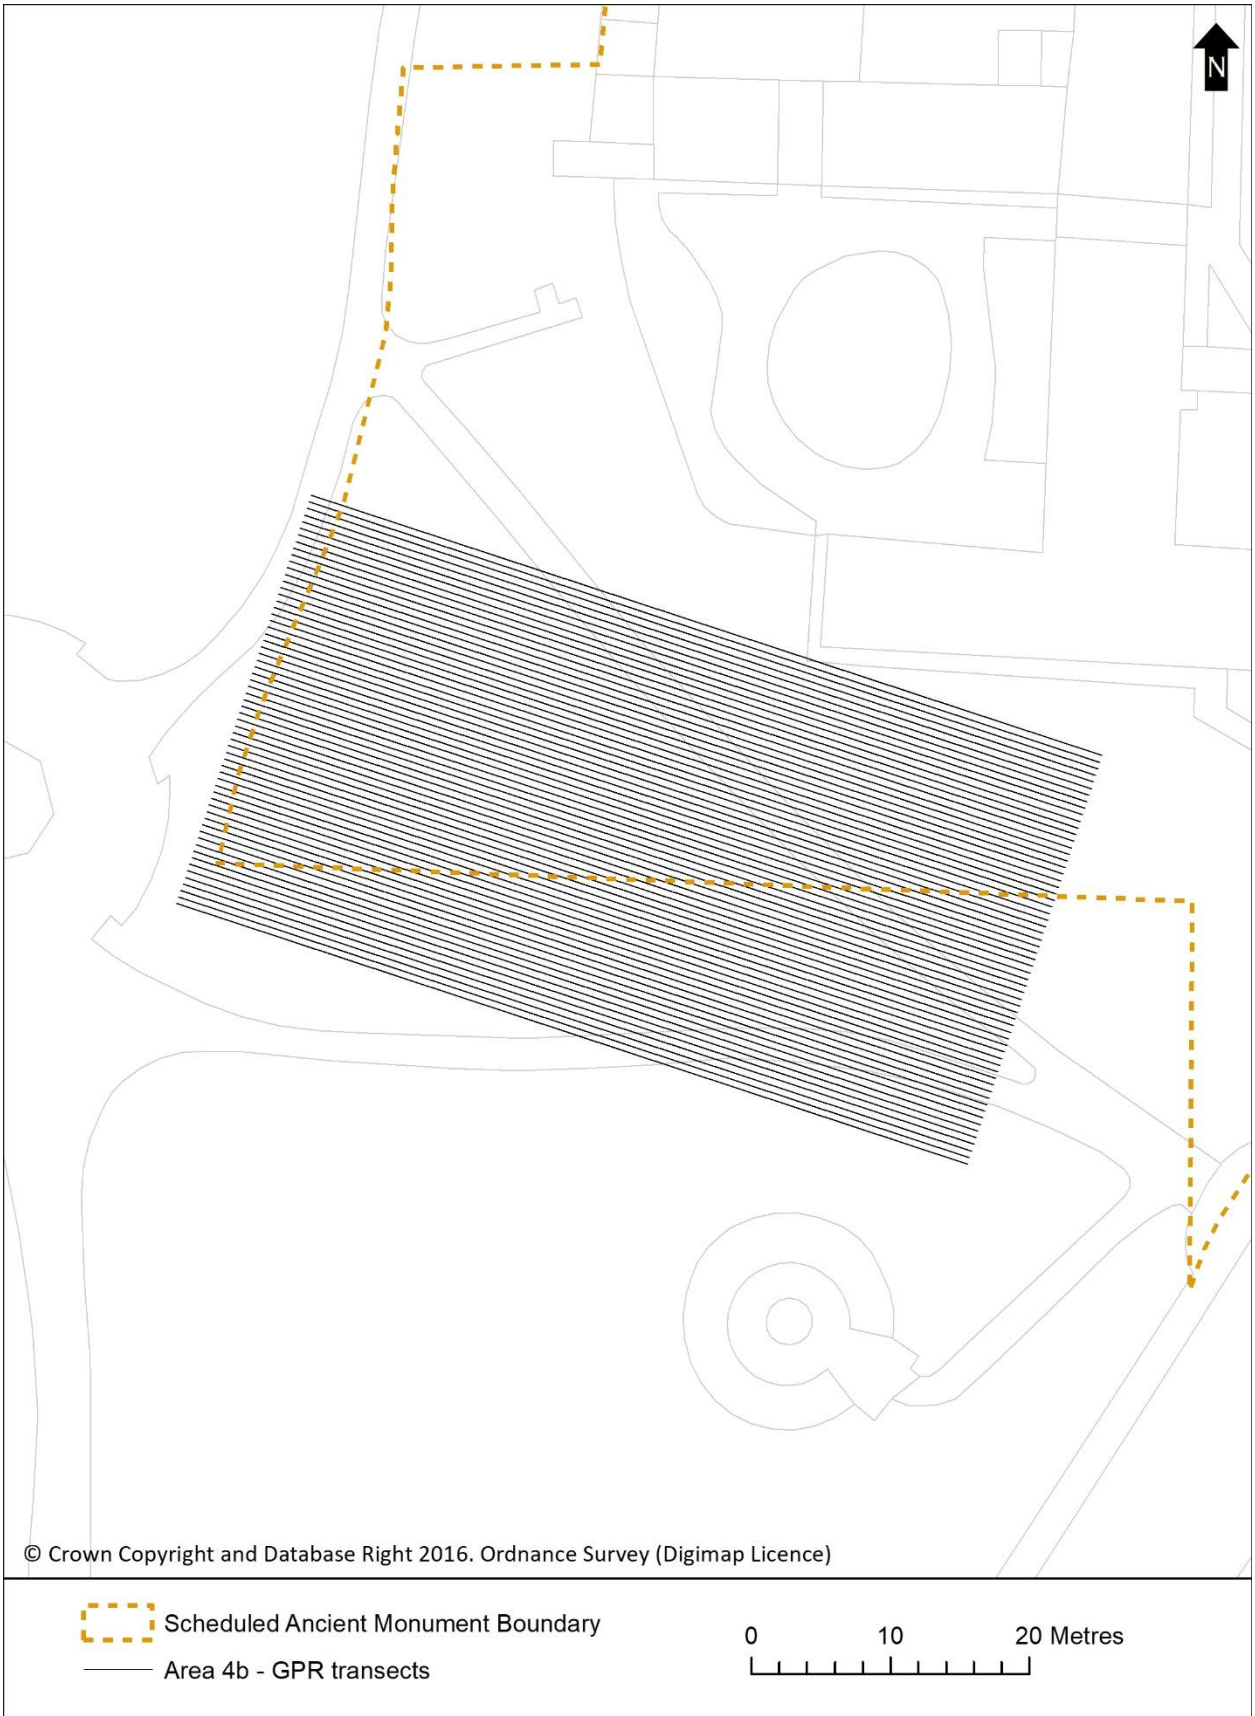 N
© Crown Copyright and Database Right 2016. Ordnance Survey (Digimap Licence)
Scheduled Ancient Monument Boundary
Area 4b - GPR transects
0 10 20 Metres